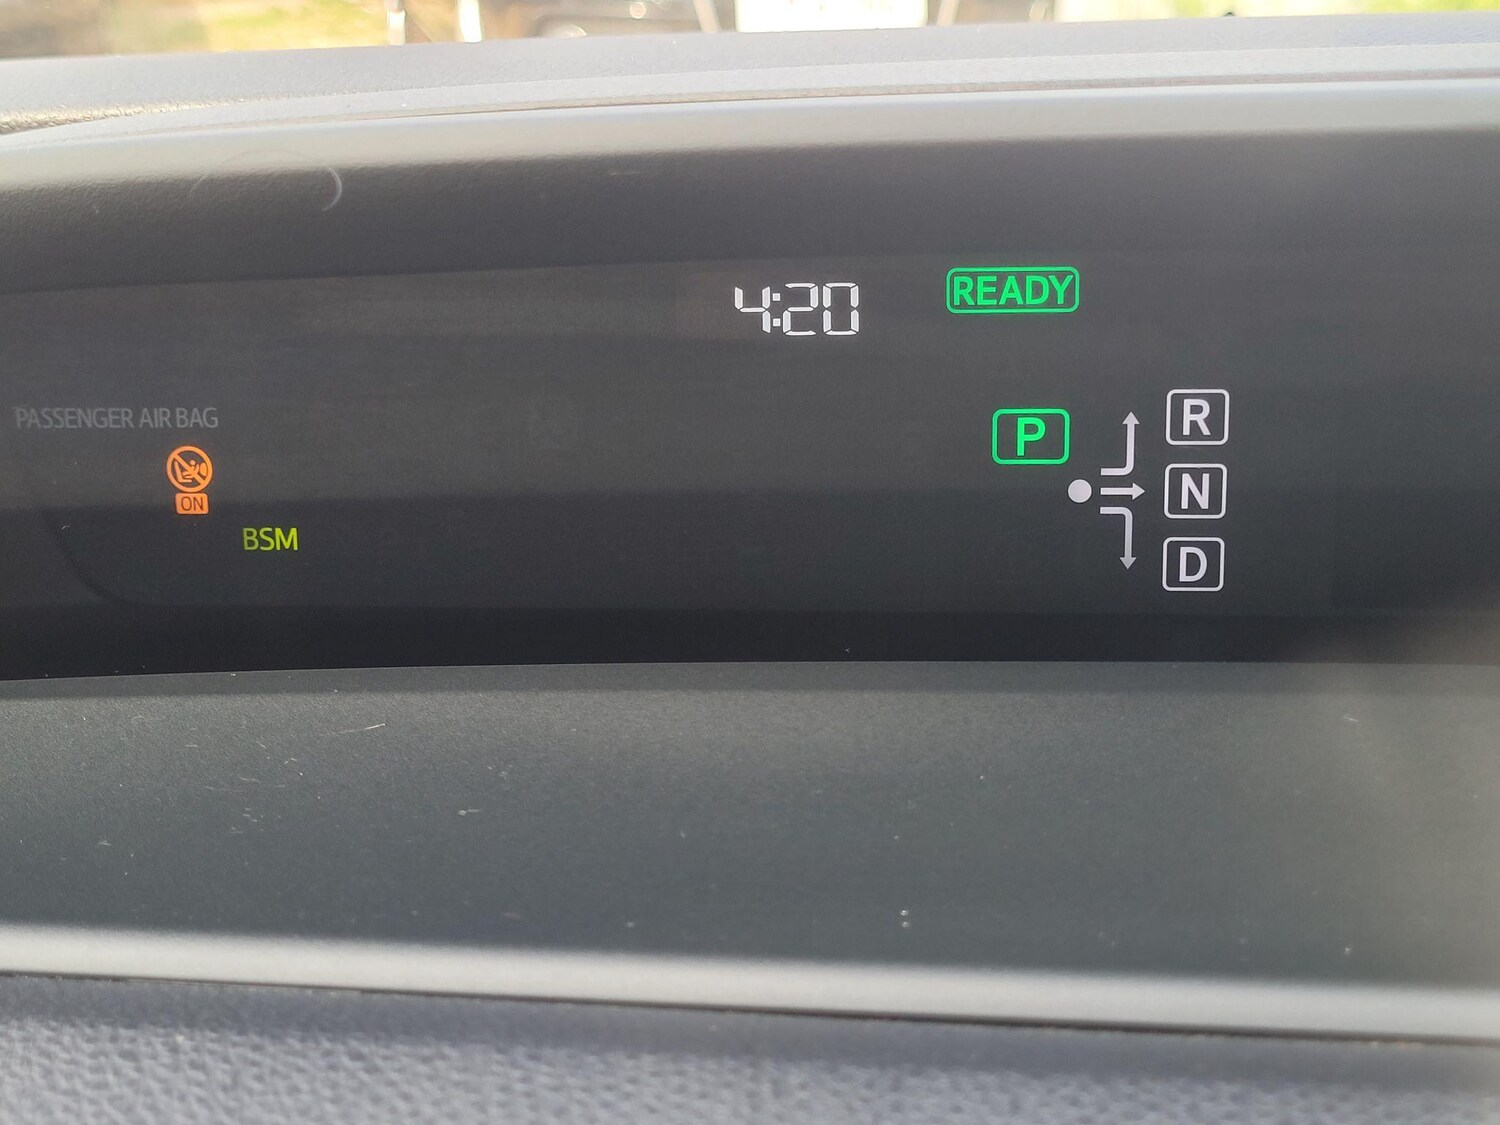 4:20
READY
PASSENGER AIR BAG
ON
BSM
P
R
N
D